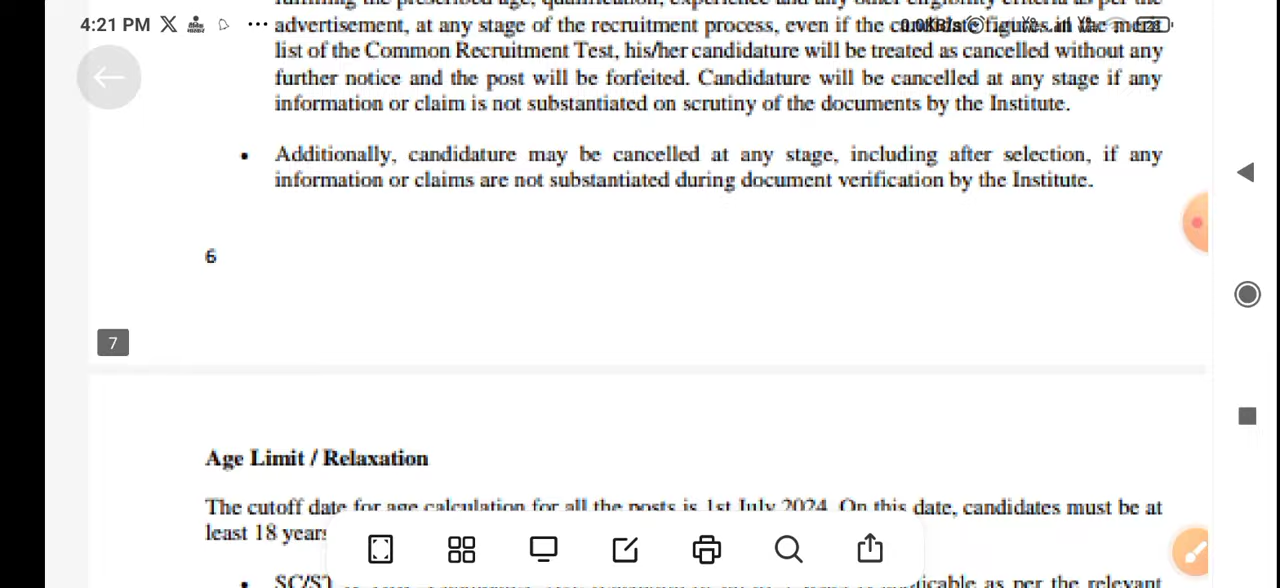 4:21 PM
advertisement, at any stage of the recruitment process, even if the
list of the Common Recruitment Test, his/her candidature will be treated as cancelled without any
further notice and the post will be forfeited. Candidature will be cancelled at any stage if any
information or claim is not substantiated on scrutiny of the documents by the Institute.
• Additionally, candidature may be cancelled at any stage, including after selection, if any
information or claims are not substantiated during document verification by the Institute.
6
7
Age Limit / Relaxation
The cutoff date for age calculation for all the posts is 1st July 2024. On this date, candidates must be at
least 18 years
• SC/ST as per the relevant